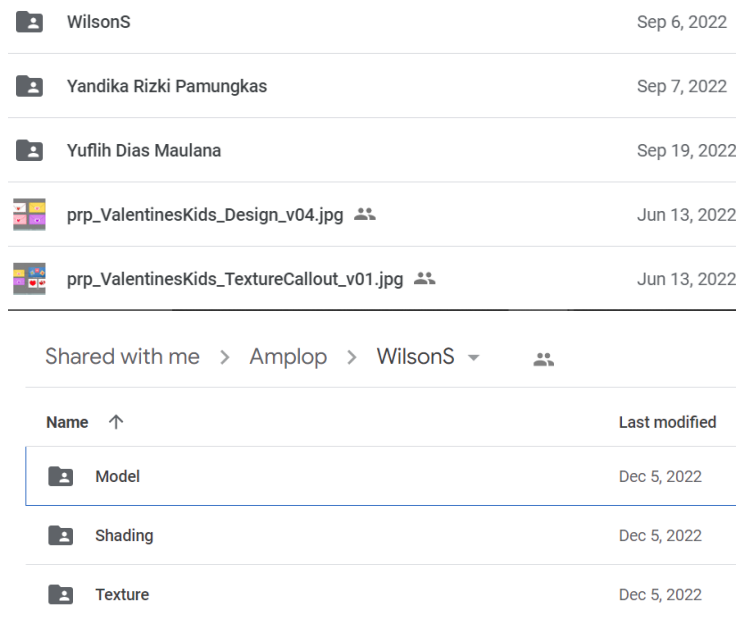 WilsonS Sep 6, 2022
Yandika Rizki Pamungkas Sep 7, 2022
Yuflih Dias Maulana Sep 19, 2022
prp_ValentinesKids_Design_v04.jpg Jun 13, 2022
prp_ValentinesKids_TextureCallout_v01.jpg Jun 13, 2022
Shared with me > Amplop > WilsonS
Name Last modified
Model Dec 5, 2022
Shading Dec 5, 2022
Texture Dec 5, 2022